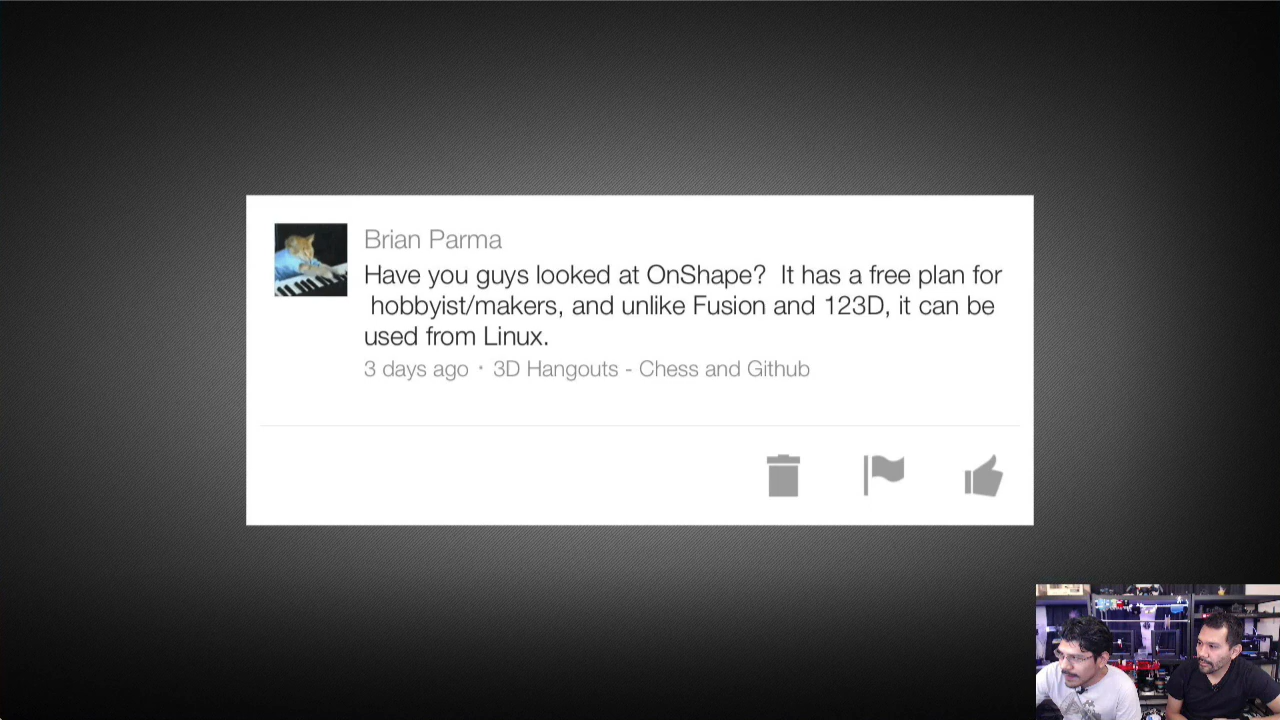 Brian Parma
Have you guys looked at OnShape?  It has a free plan for
hobbyist/makers, and unlike Fusion and 123D, it can be
used from Linux.
3 days ago · 3D Hangouts - Chess and Github